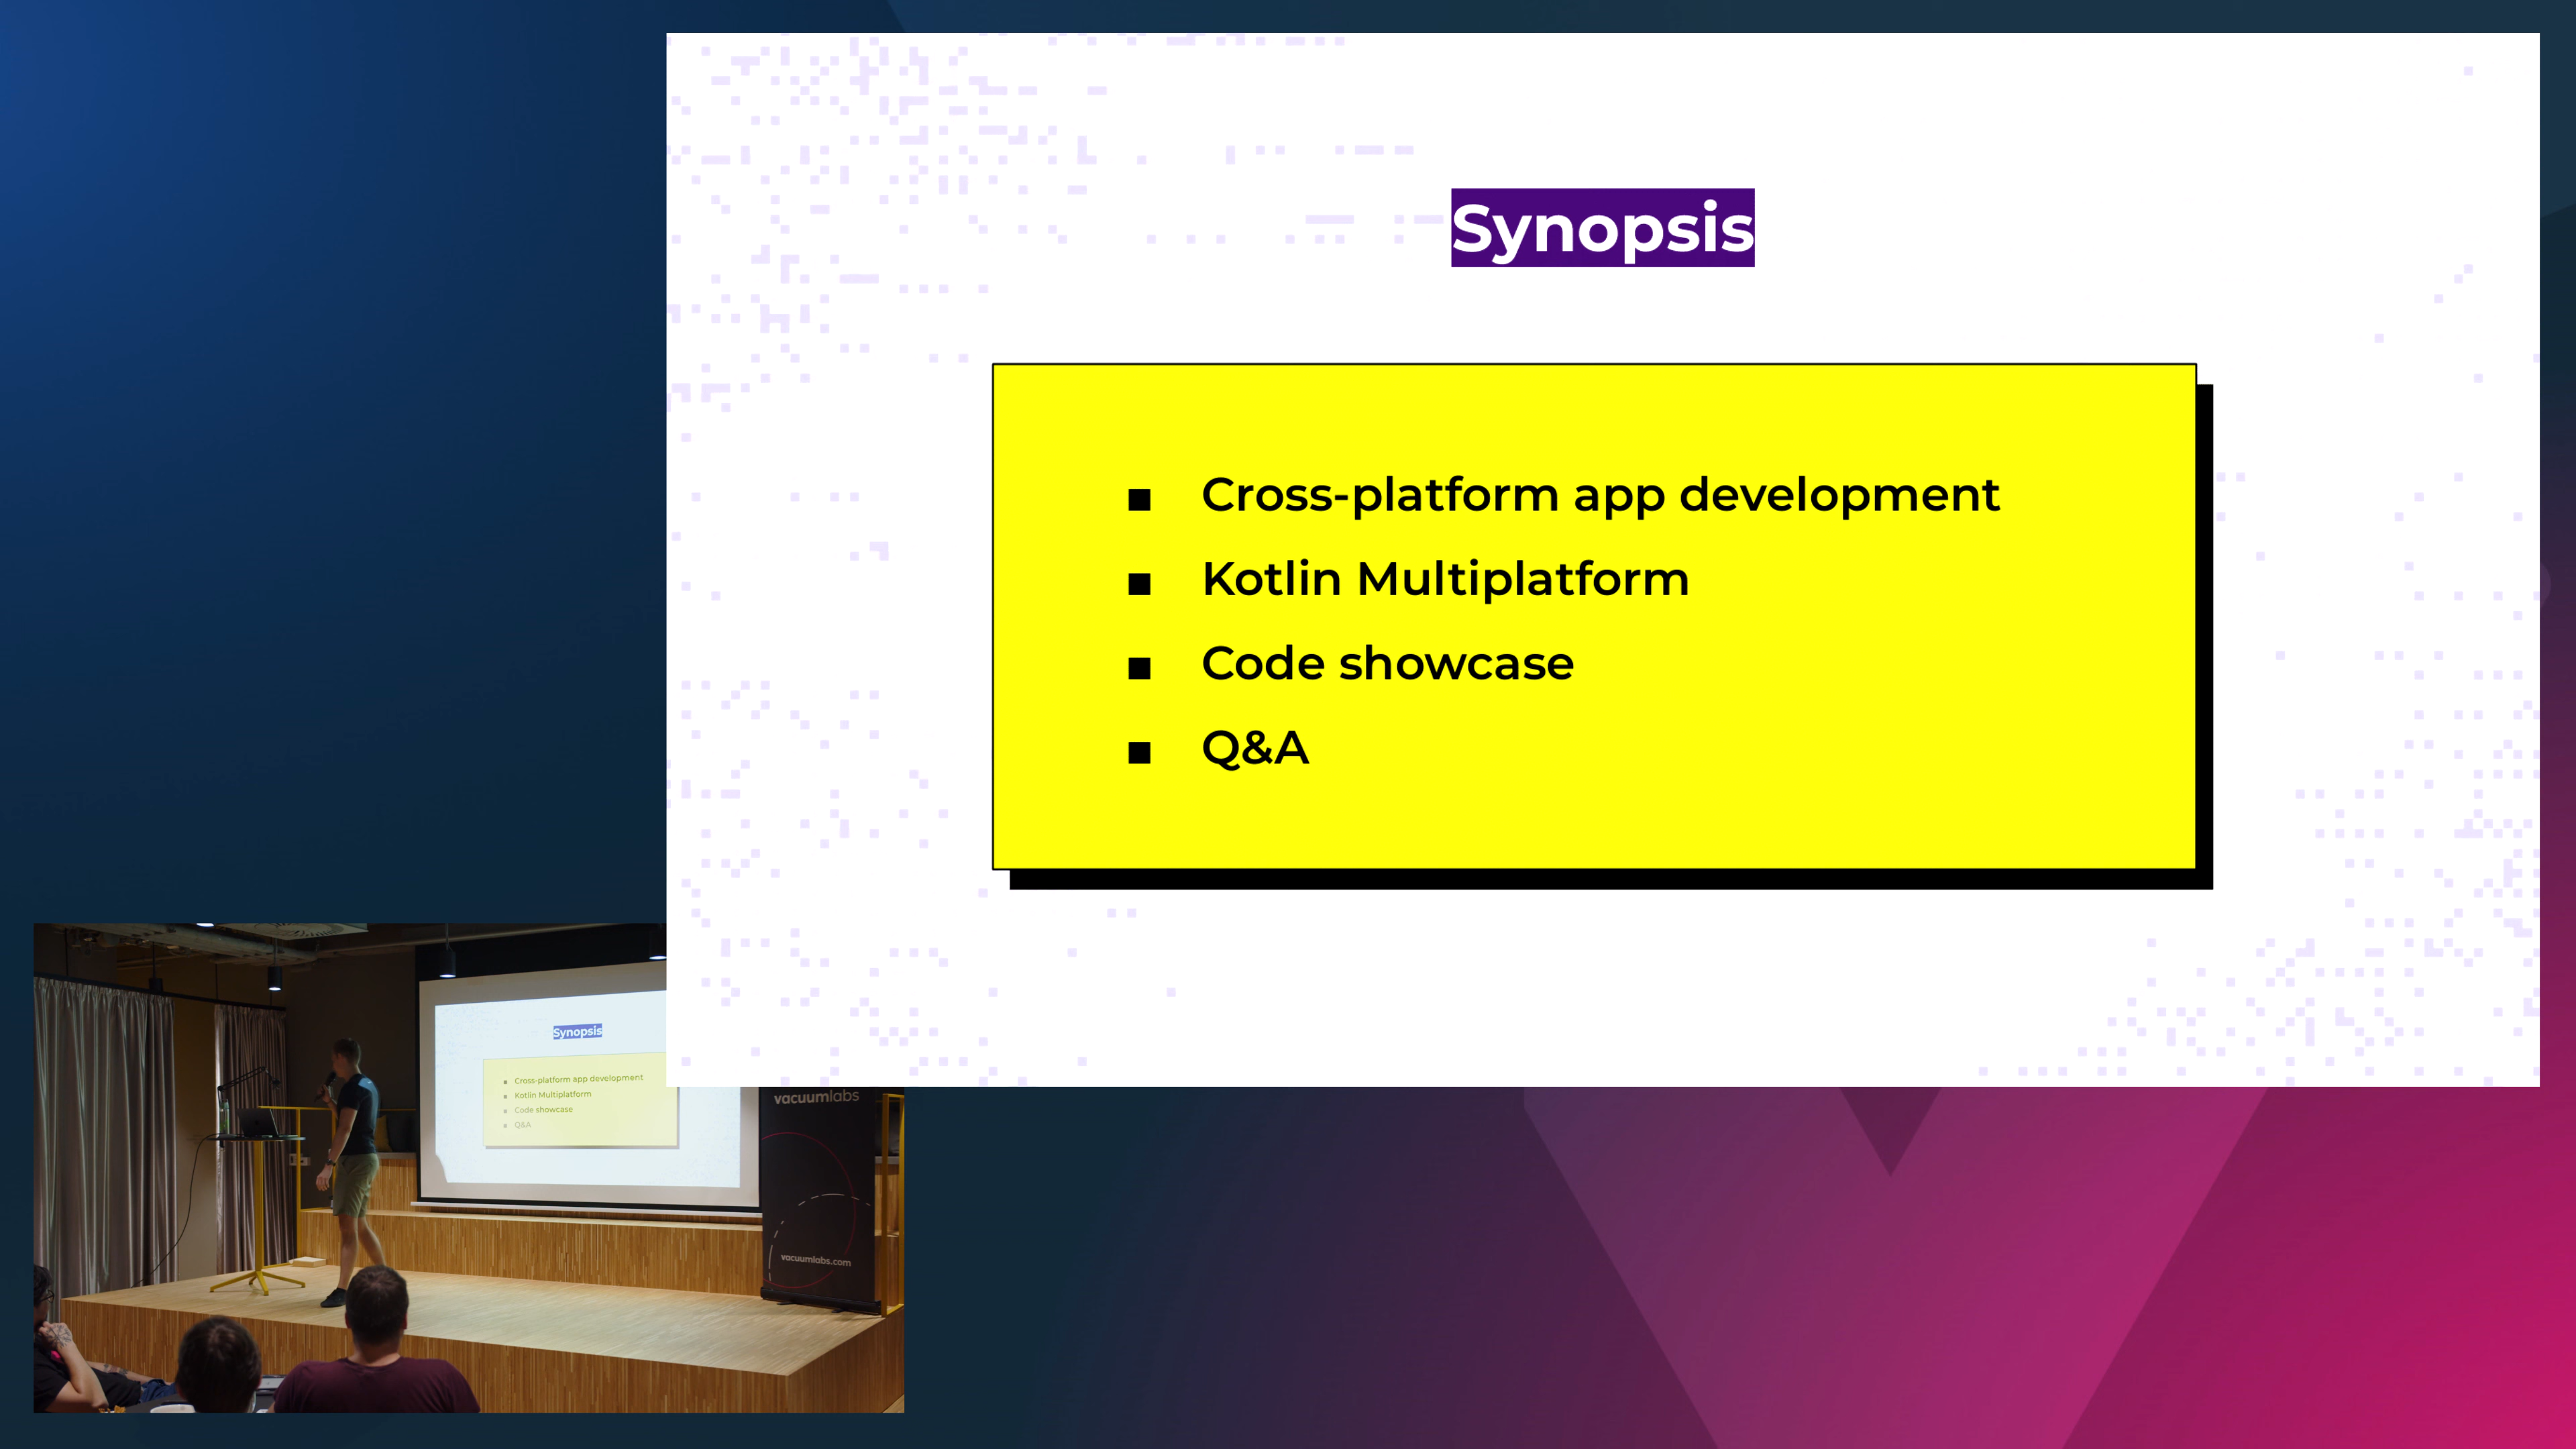 Synopsis
■ Cross-platform app development
■ Kotlin Multiplatform
■ Code showcase
■ Q&A
Synopsis
■ Cross-platform app development
■ Kotlin Multiplatform
■ Code showcase
■ Q&A
vacuumlabs
vacuumlabs.com